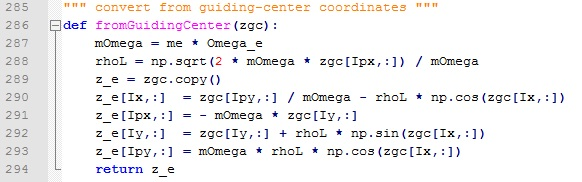 285 """ convert from guiding-center coordinates """
286 def fromGuidingCenter(zgc):
287 mOmega = me * Omega_e
288 rhoL = np.sqrt(2 * mOmega * zgc[Ipx,:]) / mOmega
289 z_e = zgc.copy()
290 z_e[Ix,:]  = zgc[Ipy,:] / mOmega - rhoL * np.cos(zgc[Ix,:])
291 z_e[Ipx,:] = - mOmega * zgc[Iy,:]
292 z_e[Iy,:]  = zgc[Iy,:] + rhoL * np.sin(zgc[Ix,:])
293 z_e[Ipy,:] = mOmega * rhoL * np.cos(zgc[Ix,:])
294 return z_e